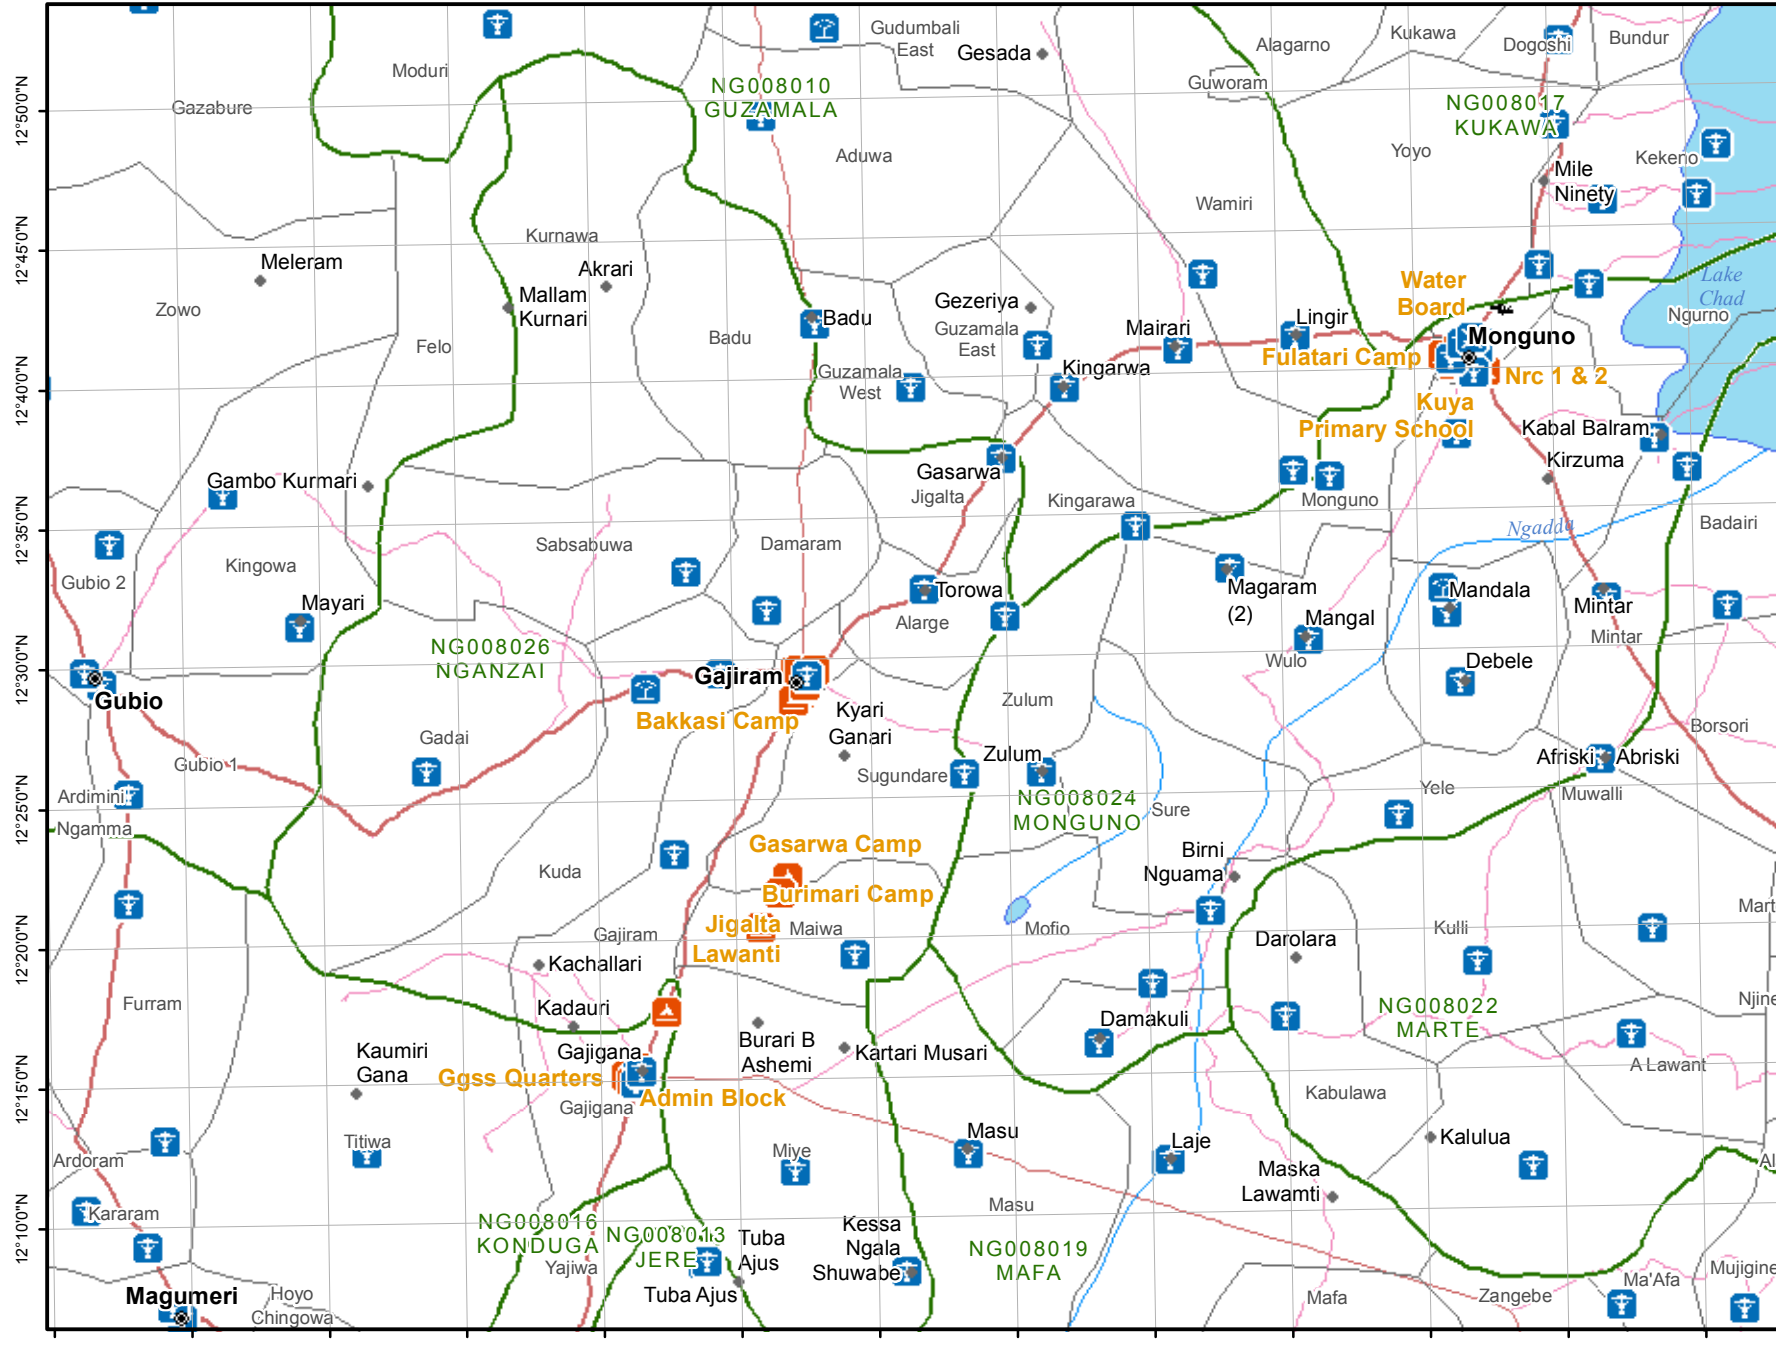 Gudumbali
East
Gesada
Alagarno
Kukawa
Dogoshi
Bundur
Moduri
Gazabure
NG008010
GUZAMALA
Guworam
NG008017
KUKAWA
12°50'0"N
Aduwa
Yoyo
Kekeno
Mile
Ninety
Wamiri
Kurnawa
12°45'0"N
Meleram
Akrari
Mallam
Kurnari
Zowo
Water
Board
Lake
Chad
Ngurno
Gezeriya
Guzamala
East
Badu
Badu
Felo
Mairari
Lingir
Monguno
Fulatari Camp
Nrc 1 & 2
Kingarwa
Guzamala
West
12°40'0"N
Kuya
Primary School
Kabal Balram
Kirzuma
Gambo Kurmari
Gasarwa
Jigalta
Kingarawa
Monguno
Ngadda
Badairi
12°35'0"N
Sabsabuwa
Damaram
Gubio 2
Kingowa
Mayari
Torowa
Alarge
Magaram
(2)
Mangal
Mandala
Mintar
Mintar
NG008026
NGANZAI
Wulo
Debele
12°30'0"N
Gubio
Gajiram
Bakkasi Camp
Kyari
Ganari
Zulum
Zulum
Borsori
Gadai
Gubio 1
Sugundare
Afriski
Abriski
Ardimini
NG008024
MONGUNO
Sure
Yele
Muwalli
12°25'0"N
Ngamma
Gasarwa Camp
Birni
Nguama
Kuda
Burimari Camp
Jigalta
Lawanti
Maiwa
Gajiram
Mofio
Darolara
Kulli
Mart
12°20'0"N
Kachallari
Furram
Kadauri
NG008022
MARTE
Njine
Damakuli
Burari B
Ashemi
Kartari Musari
Kaumiri
Gana
Gajigana
Ggss Quarters
Admin Block
Gajigana
A Lawant
Kabulawa
12°15'0"N
Titiwa
Ardoram
Miye
Masu
Laje
Kalulua
Maska
Lawamti
Al
Kararam
NG008016
KONDUGA
NG008013
JERE
Yajiwa
Tuba
Ajus
Tuba Ajus
Kessa
Ngala
Shuwabe
Masu
NG008019
MAFA
12°10'0"N
Magumeri
Hoyo
Chingowa
Mafa
Zangebe
Ma'Afa
Mujigine